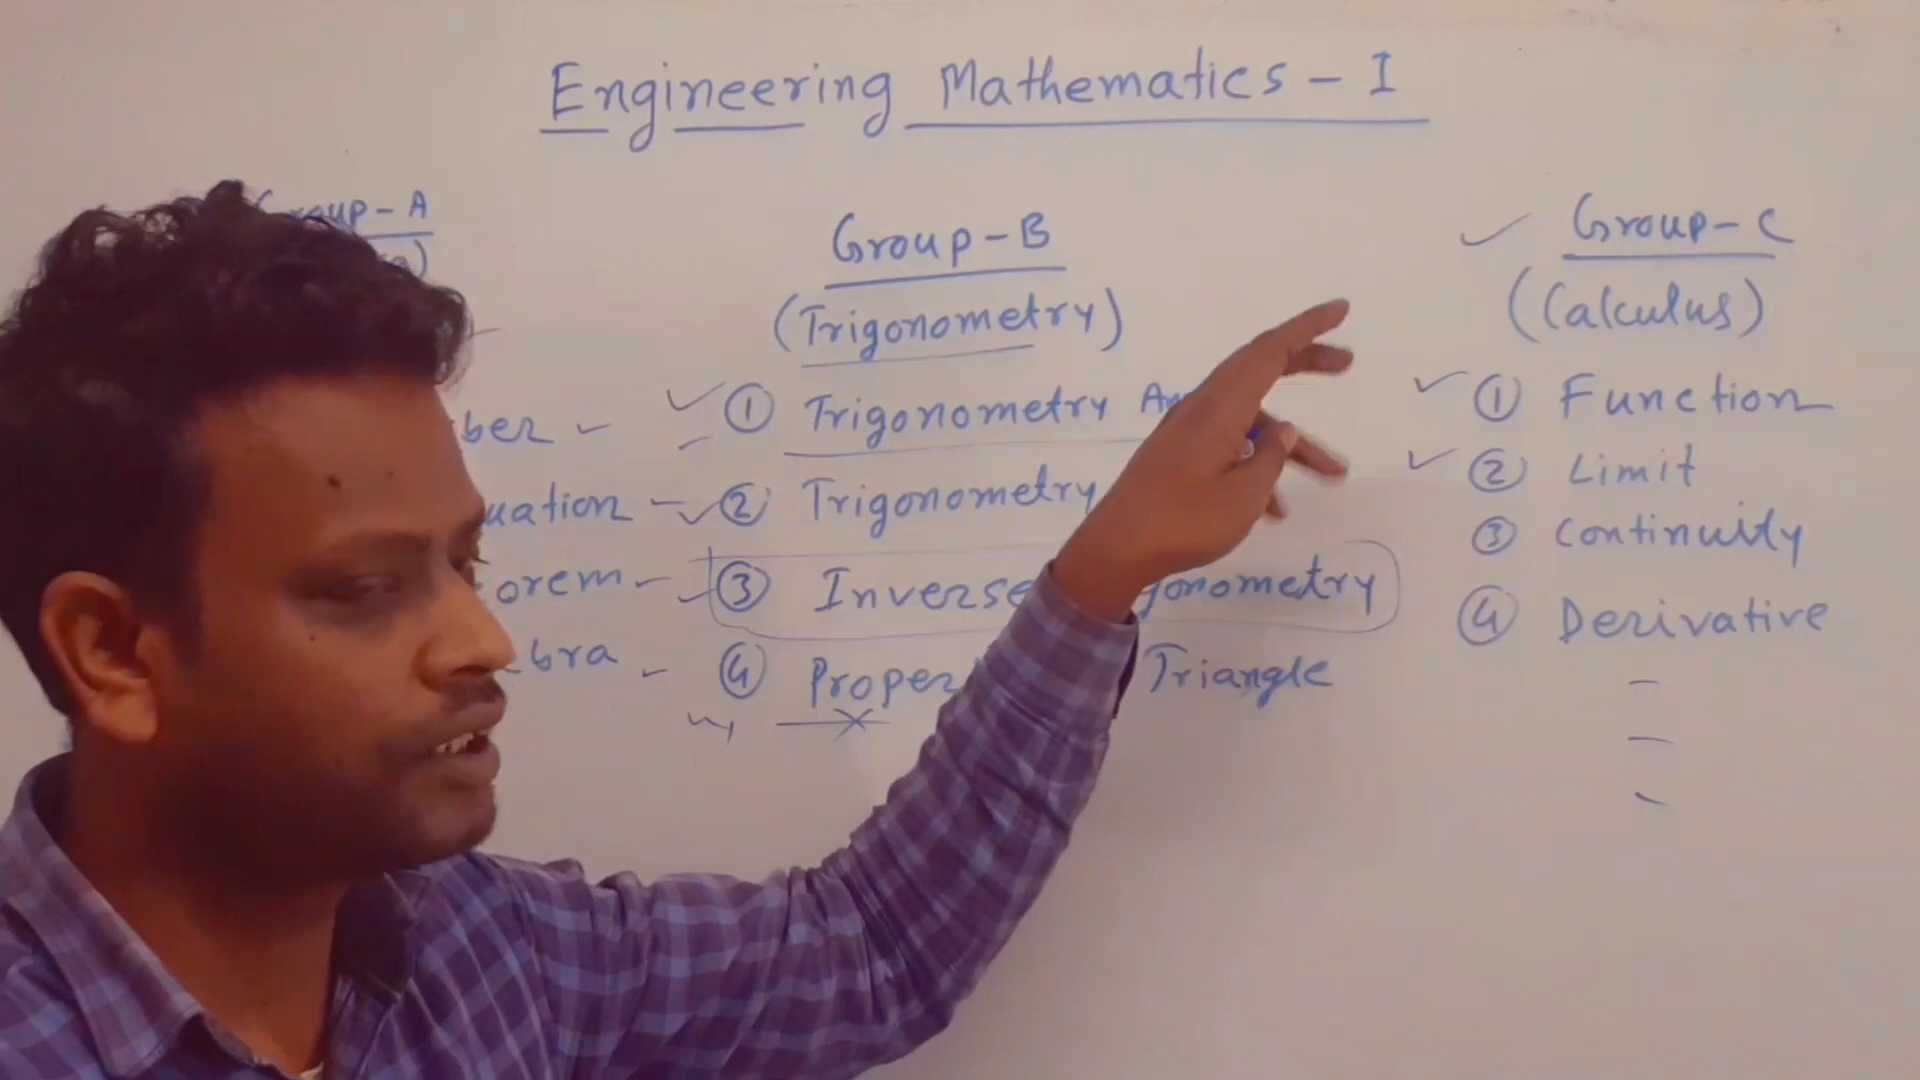 Engineering Mathematics - I
Group - A
ber
uation
orem
bra
Group - B
(Trigonometry)
① Trigonometry
② Trigonometry
③ Inverse gonometry
④ Proper Triangle
Group - C
(Calculus)
① Function
② Limit
③ Continuity
④ Derivative